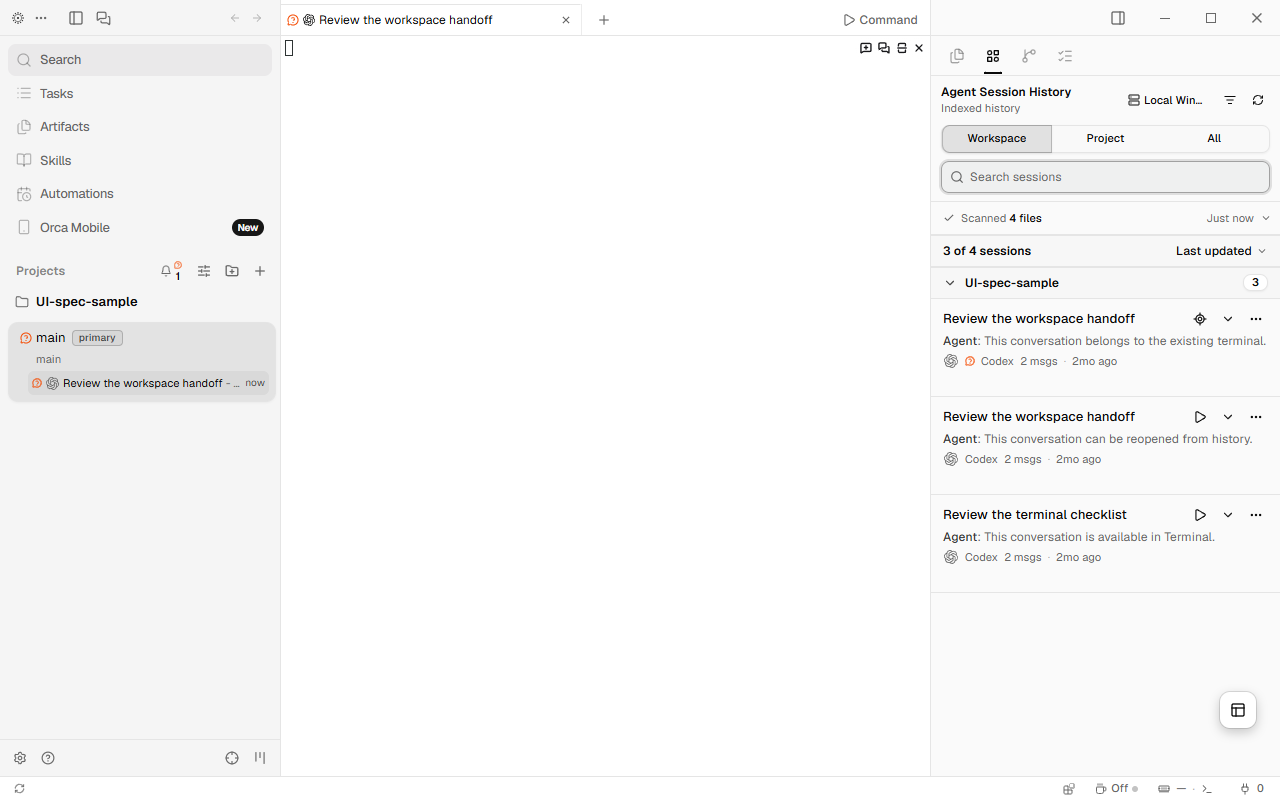 Review the workspace handoff
Command
Search
Tasks
Artifacts
Skills
Automations
Orca Mobile
New
Projects
1
UI-spec-sample
main
primary
main
Review the workspace handoff - ...
now
Agent Session History
Indexed history
Local Win...
Workspace
Project
All
Search sessions
Scanned 4 files
Just now
3 of 4 sessions
Last updated
UI-spec-sample
3
Review the workspace handoff
Agent: This conversation belongs to the existing terminal.
Codex 2 msgs · 2mo ago
Review the workspace handoff
Agent: This conversation can be reopened from history.
Codex 2 msgs · 2mo ago
Review the terminal checklist
Agent: This conversation is available in Terminal.
Codex 2 msgs · 2mo ago
Off
— ·
0